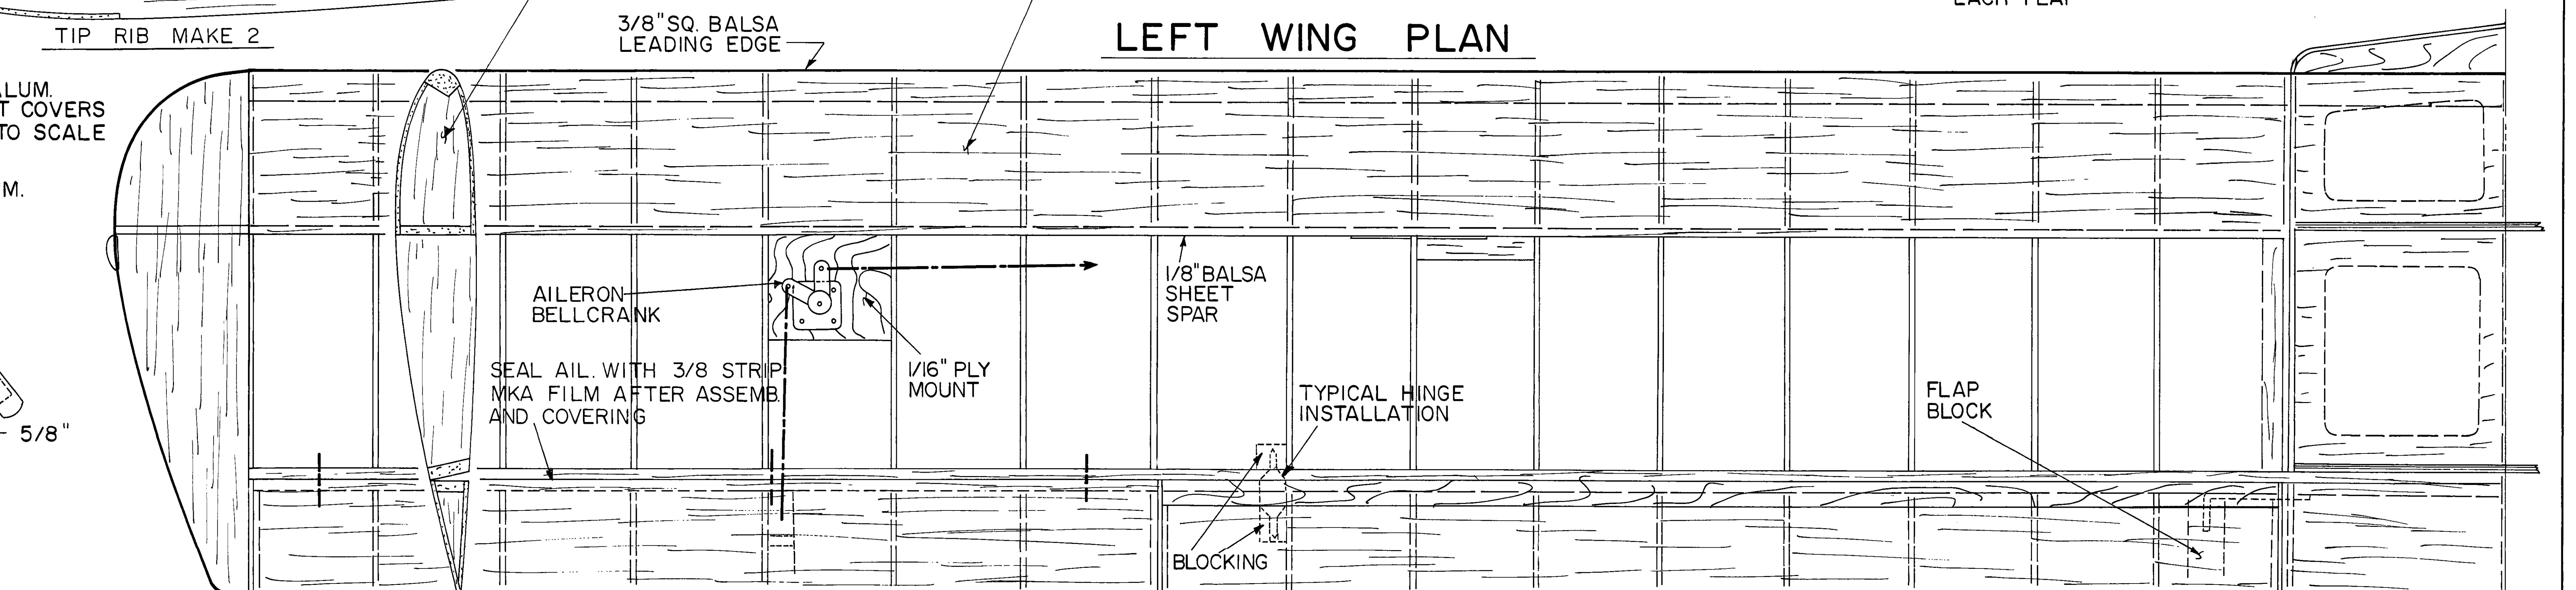 TIP RIB MAKE 2
3/8" SQ. BALSA
LEADING EDGE
LEFT WING PLAN
T COVERS
TO SCALE
5/8"
AILERON
BELLCRANK
SEAL AIL. WITH 3/8 STRIP
MKA FILM AFTER ASSEMB.
AND COVERING
1/16" PLY
MOUNT
1/8" BALSA
SHEET
SPAR
TYPICAL HINGE
INSTALLATION
BLOCKING
FLAP
BLOCK